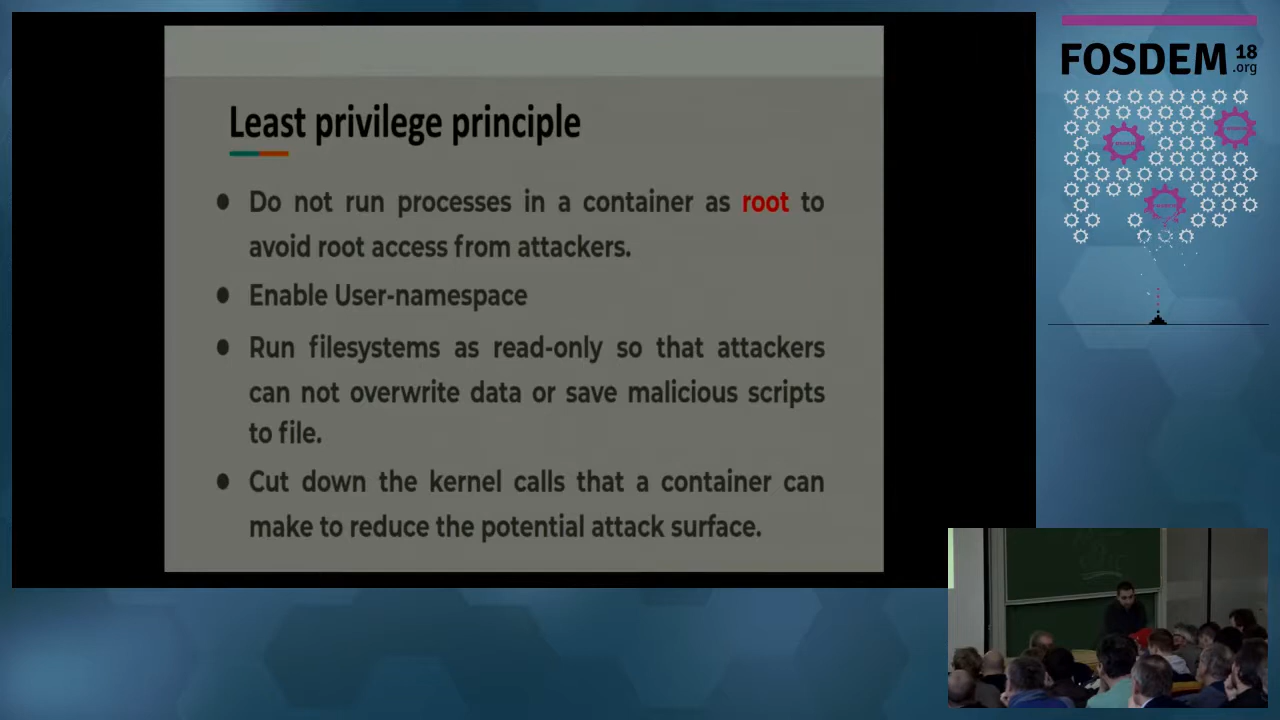 Least privilege principle
● Do not run processes in a container as root to
avoid root access from attackers.
● Enable User-namespace
● Run filesystems as read-only so that attackers
can not overwrite data or save malicious scripts
to file.
● Cut down the kernel calls that a container can
make to reduce the potential attack surface.
FOSDEM 18
.org